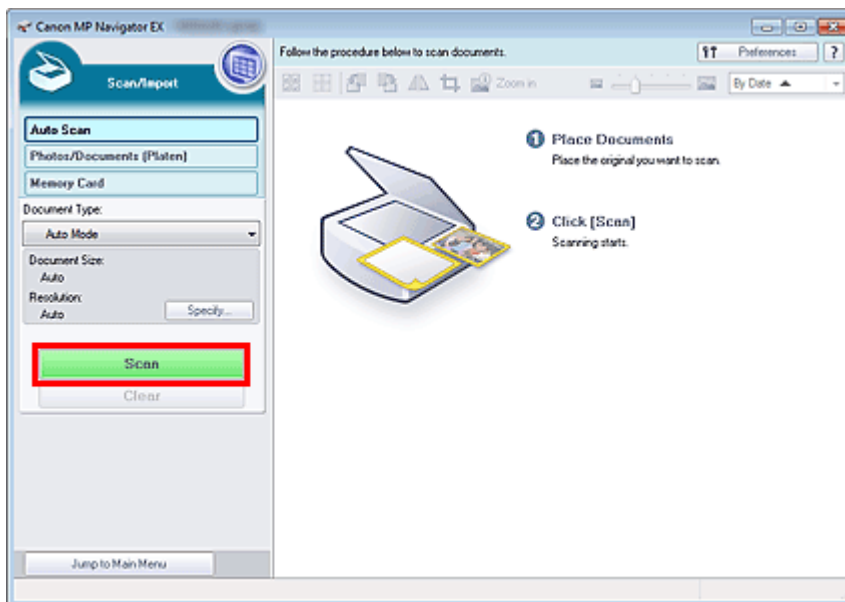 Canon MP Navigator EX
Scan/Import
Auto Scan
Photos/Documents (Platen)
Memory Card
Document Type:
Auto Mode
Document Size:
Auto
Resolution:
Auto
Specify...
Scan
Clear
Jump to Main Menu
Follow the procedure below to scan documents.
Preferences
?
Zoom in
By Date
1 Place Documents
Place the original you want to scan.
2 Click [Scan]
Scanning starts.